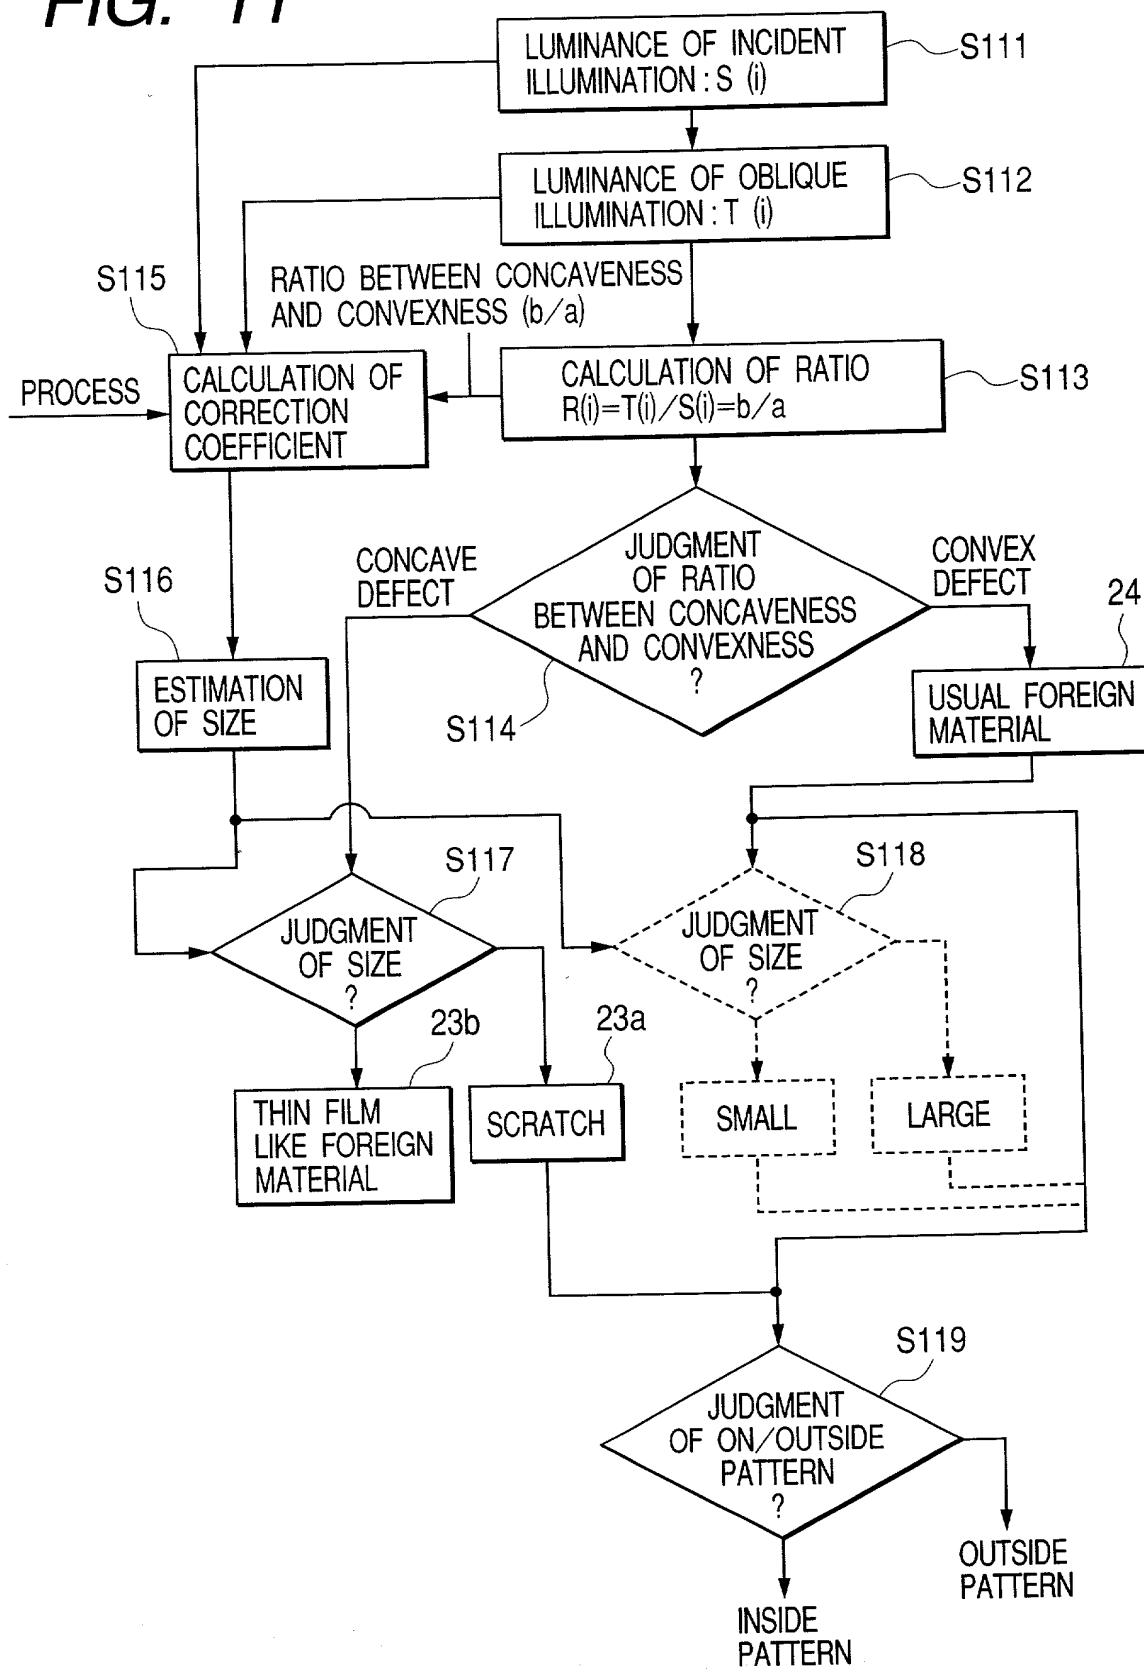 FIG. 11
LUMINANCE OF INCIDENT
ILLUMINATION : S (i)
S111
LUMINANCE OF OBLIQUE
ILLUMINATION : T (i)
S112
RATIO BETWEEN CONCAVENESS
AND CONVEXNESS (b/a)
S115
PROCESS
CALCULATION OF
CORRECTION
COEFFICIENT
CALCULATION OF RATIO
R(i)=T(i)/S(i)=b/a
S113
CONCAVE
DEFECT
JUDGMENT
OF RATIO
BETWEEN CONCAVENESS
AND CONVEXNESS
?
CONVEX
DEFECT
S114
S116
ESTIMATION
OF SIZE
24
USUAL FOREIGN
MATERIAL
S117
JUDGMENT
OF SIZE
?
S118
JUDGMENT
OF SIZE
?
23b
THIN FILM
LIKE FOREIGN
MATERIAL
23a
SCRATCH
SMALL
LARGE
S119
JUDGMENT
OF ON/OUTSIDE
PATTERN
?
OUTSIDE
PATTERN
INSIDE
PATTERN